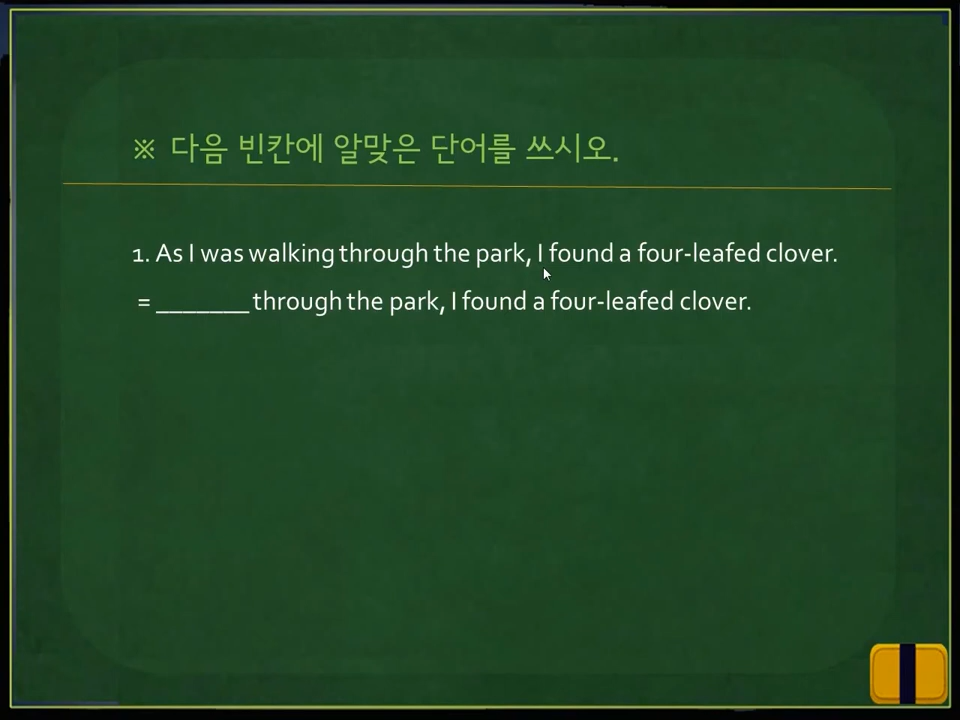 ※ 다음 빈칸에 알맞은 단어를 쓰시오.
1. As I was walking through the park, I found a four-leafed clover.
= _______ through the park, I found a four-leafed clover.